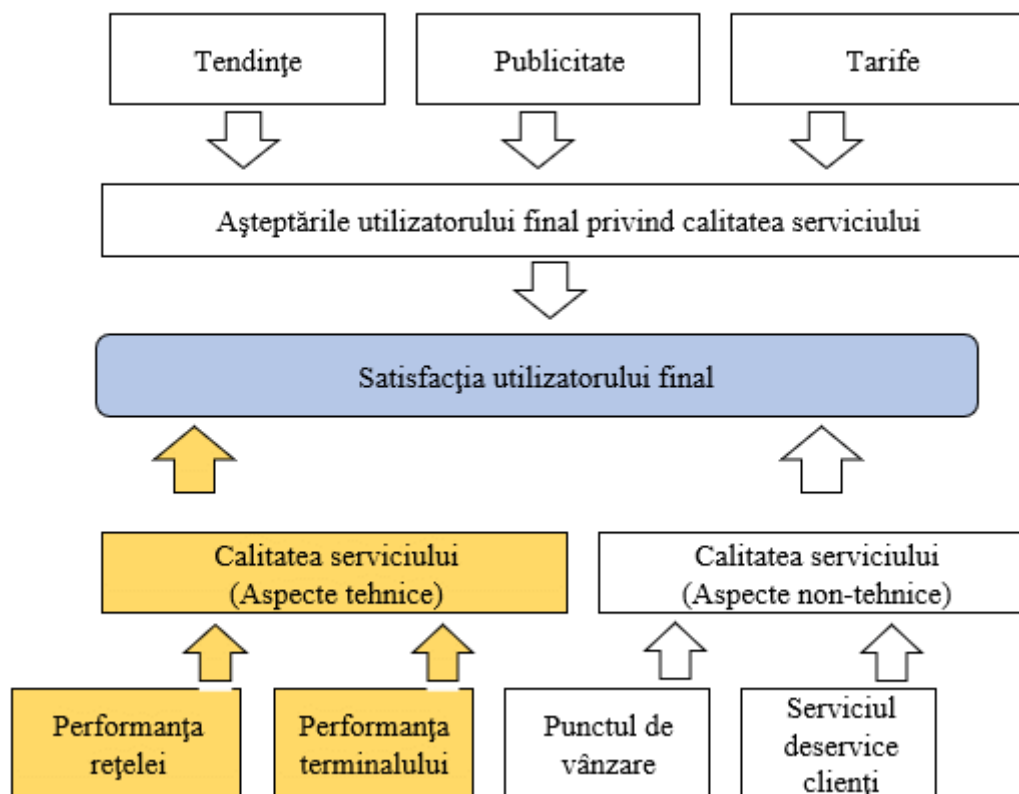 Tendinţe
Publicitate
Tarife
Aşteptările utilizatorului final privind calitatea serviciului
Satisfacţia utilizatorului final
Calitatea serviciului
(Aspecte tehnice)
Calitatea serviciului
(Aspecte non-tehnice)
Performanţa
reţelei
Performanţa
terminalului
Punctul de
vânzare
Serviciul
deservice
clienţi